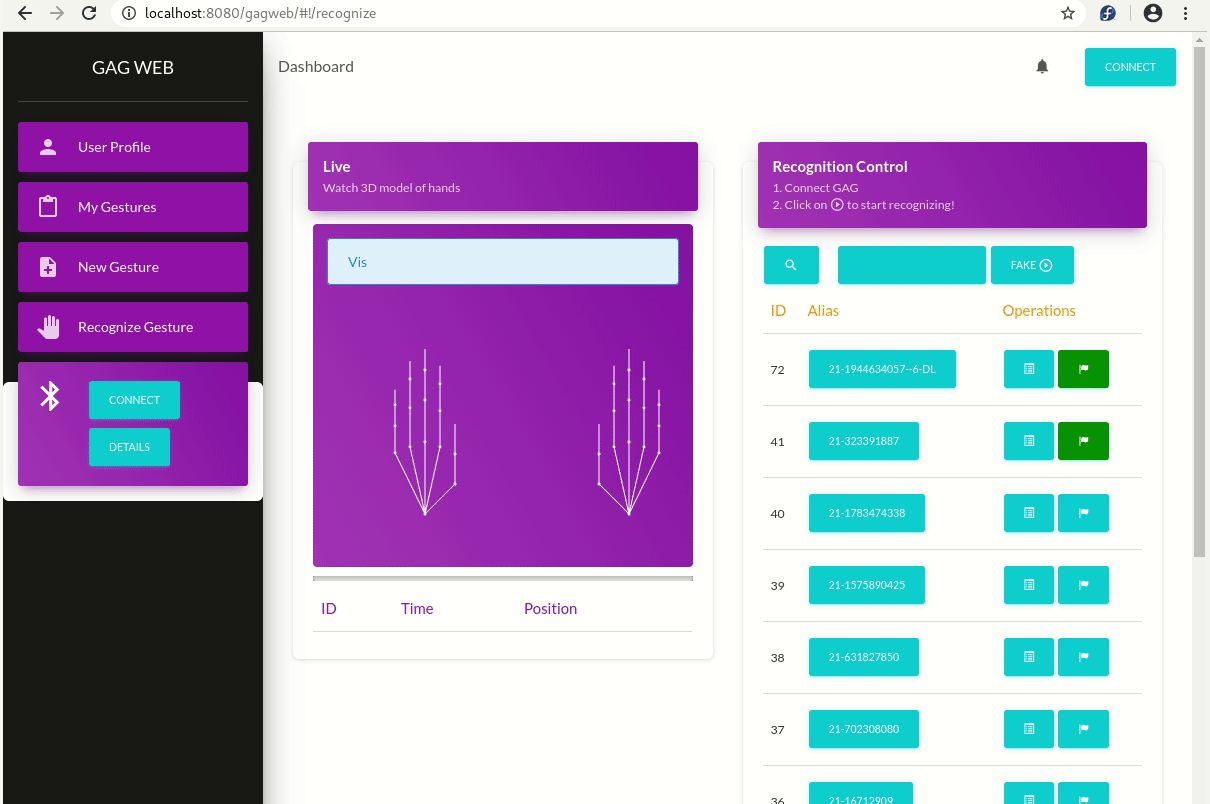 localhost:8080/gagweb/#!/recognize
GAG WEB
User Profile
My Gestures
New Gesture
Recognize Gesture
CONNECT
DETAILS
Dashboard
CONNECT
Live
Watch 3D model of hands
Vis
ID Time Position
Recognition Control
1. Connect GAG
2. Click on to start recognizing!
FAKE
ID Alias Operations
72 21-1944634057--6-DL
41 21-323391887
40 21-1783474338
39 21-1575890425
38 21-631827850
37 21-702308080
36 21-16712909